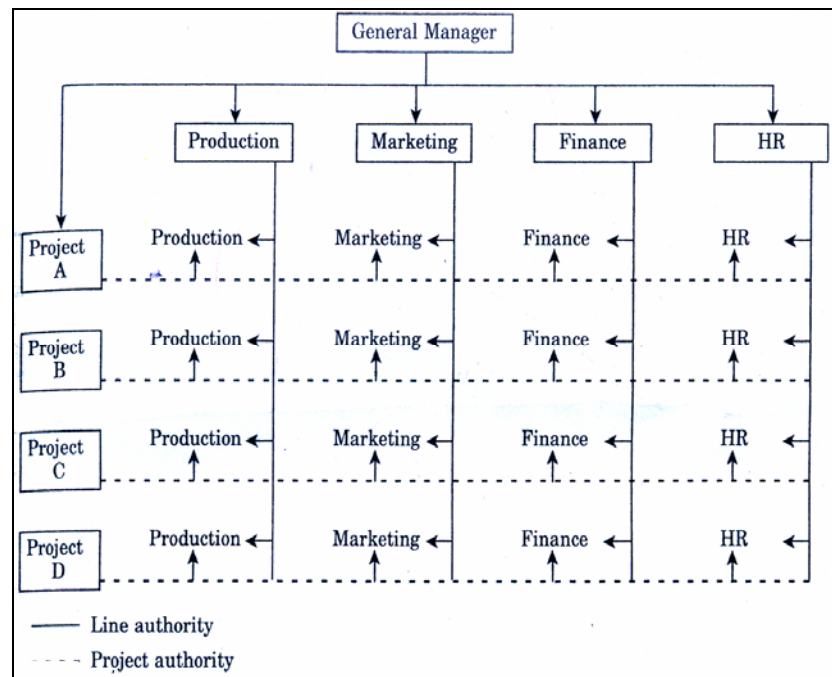 General Manager
Production Marketing Finance HR
Project
A
Production Marketing Finance HR
Project
B
Production Marketing Finance HR
Project
C
Production Marketing Finance HR
Project
D
Production Marketing Finance HR
Line authority
Project authority